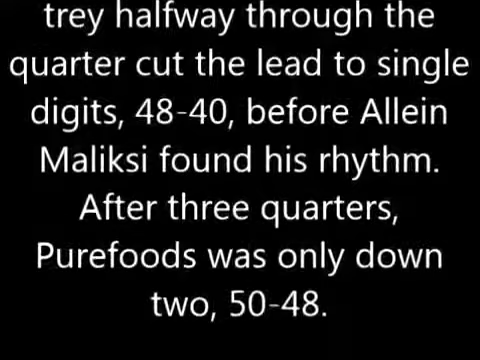 trey halfway through the
quarter cut the lead to single
digits, 48-40, before Allein
Maliksi found his rhythm.
After three quarters,
Purefoods was only down
two, 50-48.